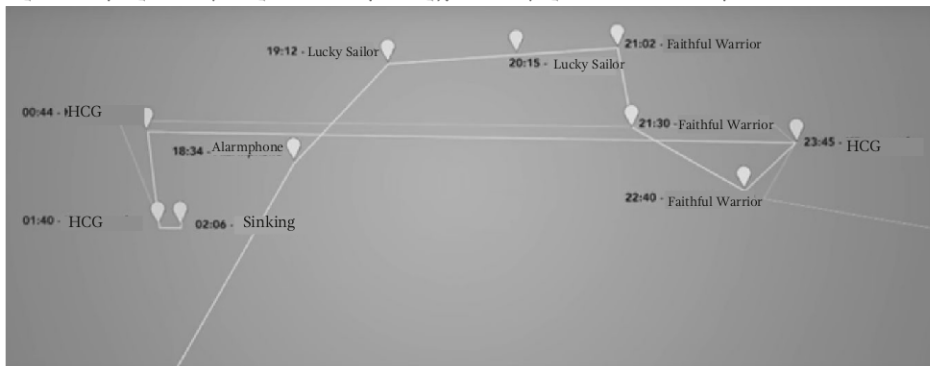 19:12 - Lucky Sailor
21:02 - Faithful Warrior
20:15 - Lucky Sailor
00:44 - HCG
21:30 - Faithful Warrior
18:34 - Alarmphone
23:45 - HCG
22:40 - Faithful Warrior
01:40 - HCG
02:06 - Sinking